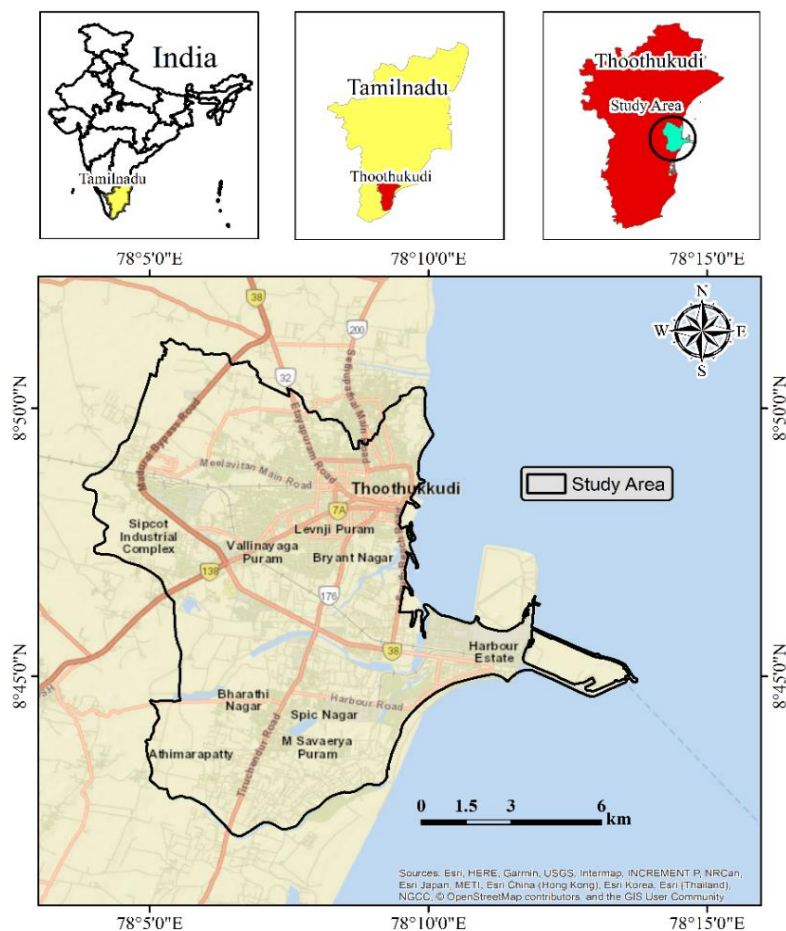 India
Tamilnadu
Tamilnadu
Thoothukudi
Thoothukudi
Study Area
78°5'0"E
78°10'0"E
78°15'0"E
38
200
N
W
E
S
32
8°50'0"N
8°50'0"N
Sethupathai Main Road
Ettayapuram Road
Madurai Bypass Road
Meelavitan Main Road
Thoothukkudi
Study Area
7A
Sipcot
Industrial
Complex
Levnji Puram
Vallinayaga
Puram
Bryant Nagar
138
176
38
Harbour
Estate
8°45'0"N
8°45'0"N
SH
Bharathi
Nagar
Harbour Road
Spic Nagar
M Savaerya
Puram
Athimarapatty
Tiruchendur Road
0 1.5 3 6
km
Sources: Esri, HERE, Garmin, USGS, Intermap, INCREMENT P, NRCan,
Esri Japan, METI, Esri China (Hong Kong), Esri Korea, Esri (Thailand),
NGCC, © OpenStreetMap contributors, and the GIS User Community
78°5'0"E
78°10'0"E
78°15'0"E